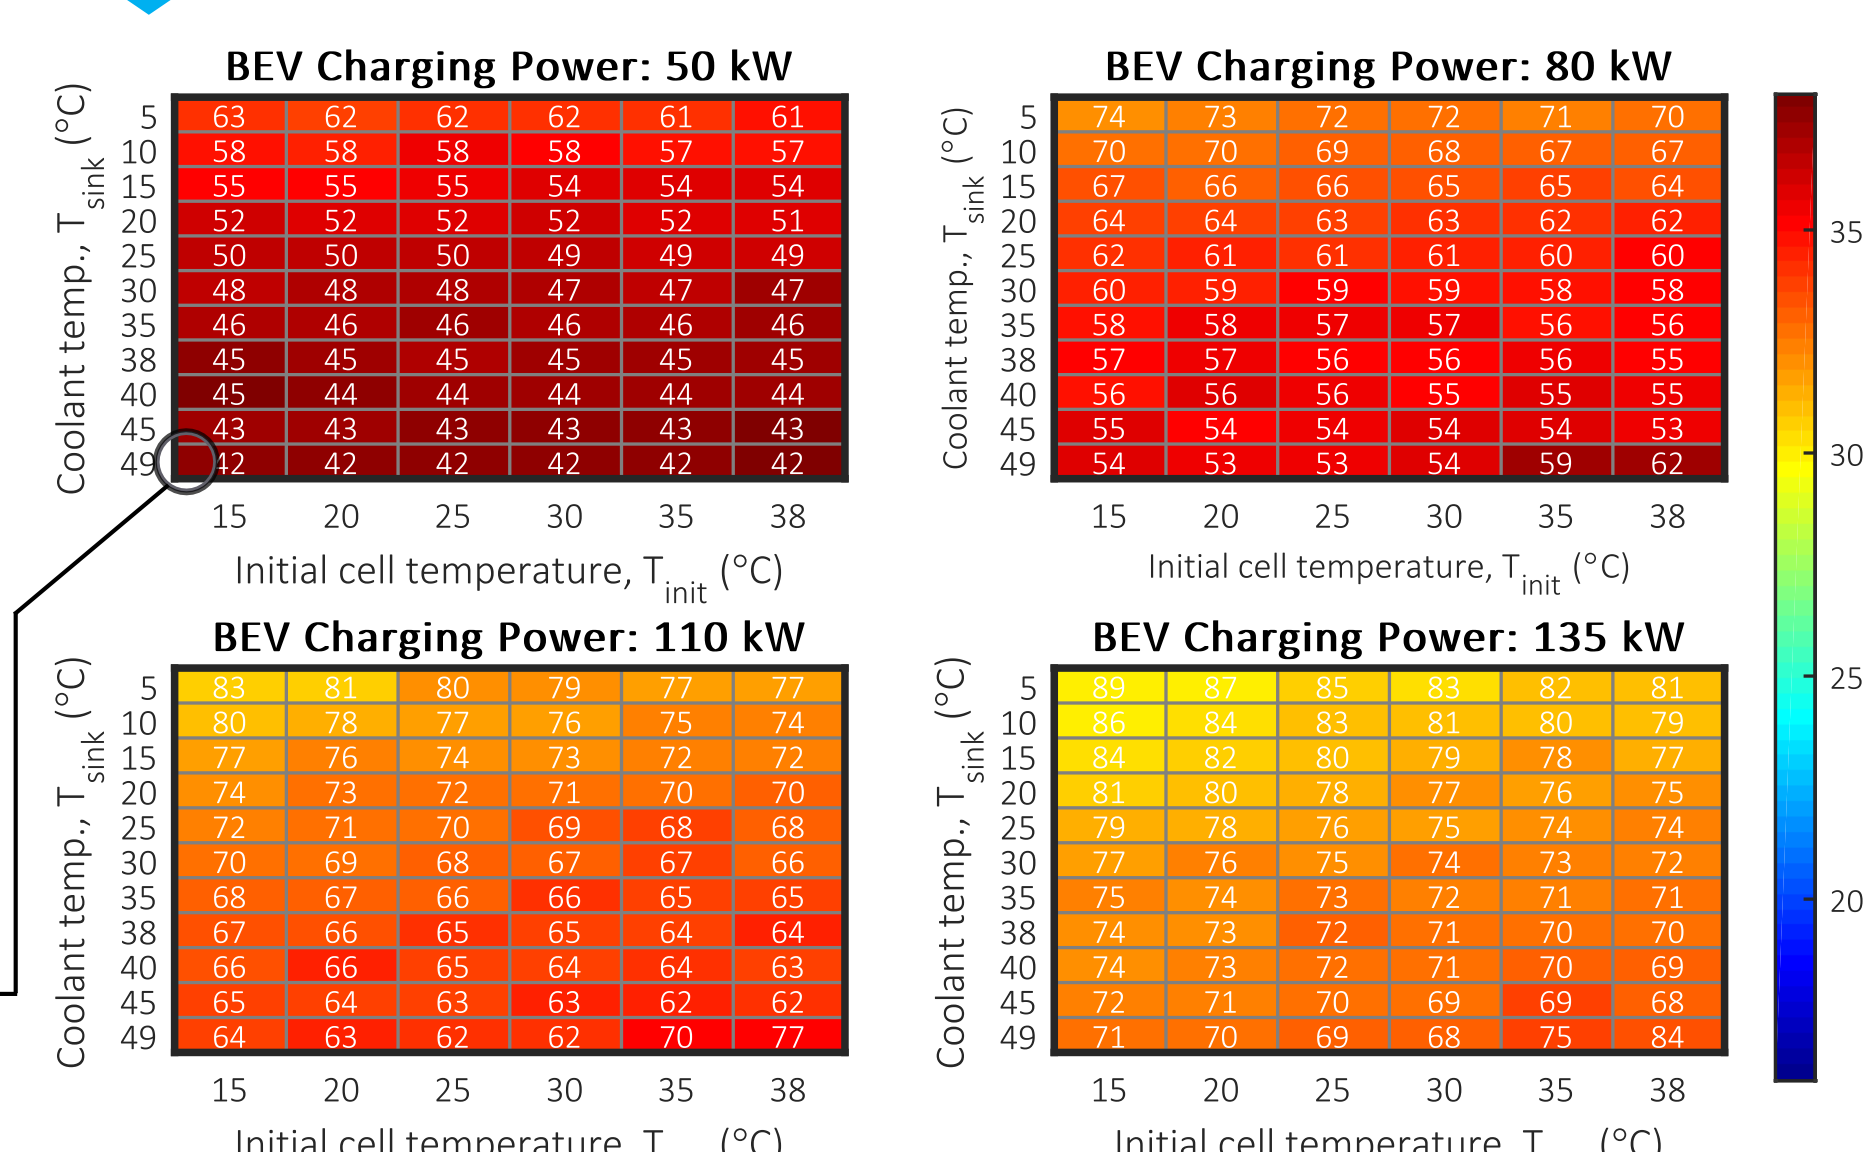 BEV Charging Power: 50 kW
Coolant temp., Tsink (°C)
5 63 62 62 62 61 61
10 58 58 58 58 57 57
15 55 55 55 54 54 54
20 52 52 52 52 52 51
25 50 50 50 49 49 49
30 48 48 48 47 47 47
35 46 46 46 46 46 46
38 45 45 45 45 45 45
40 45 44 44 44 44 44
45 43 43 43 43 43 43
49 42 42 42 42 42 42
15 20 25 30 35 38
Initial cell temperature, Tinit (°C)
BEV Charging Power: 80 kW
Coolant temp., Tsink (°C)
5 74 73 72 72 71 70
10 70 70 69 68 67 67
15 67 66 66 65 65 64
20 64 64 63 63 62 62
25 62 61 61 61 60 60
30 60 59 59 59 58 58
35 58 58 57 57 56 56
38 57 57 56 56 56 55
40 56 56 56 55 55 55
45 55 54 54 54 54 53
49 54 53 53 54 59 62
15 20 25 30 35 38
Initial cell temperature, Tinit (°C)
BEV Charging Power: 110 kW
Coolant temp., Tsink (°C)
5 83 81 80 79 77 77
10 80 78 77 76 75 74
15 77 76 74 73 72 72
20 74 73 72 71 70 70
25 72 71 70 69 68 68
30 70 69 68 67 67 66
35 68 67 66 66 65 65
38 67 66 65 65 64 64
40 66 66 65 64 64 63
45 65 64 63 63 62 62
49 64 63 62 62 70 77
15 20 25 30 35 38
Initial cell temperature, T (°C)
BEV Charging Power: 135 kW
Coolant temp., Tsink (°C)
5 89 87 85 83 82 81
10 86 84 83 81 80 79
15 84 82 80 79 78 77
20 81 80 78 77 76 75
25 79 78 76 75 74 74
30 77 76 75 74 73 72
35 75 74 73 72 71 71
38 74 73 72 71 70 70
40 74 73 72 71 70 69
45 72 71 70 69 69 68
49 71 70 69 68 75 84
15 20 25 30 35 38
Initial cell temperature, T (°C)
35
30
25
20